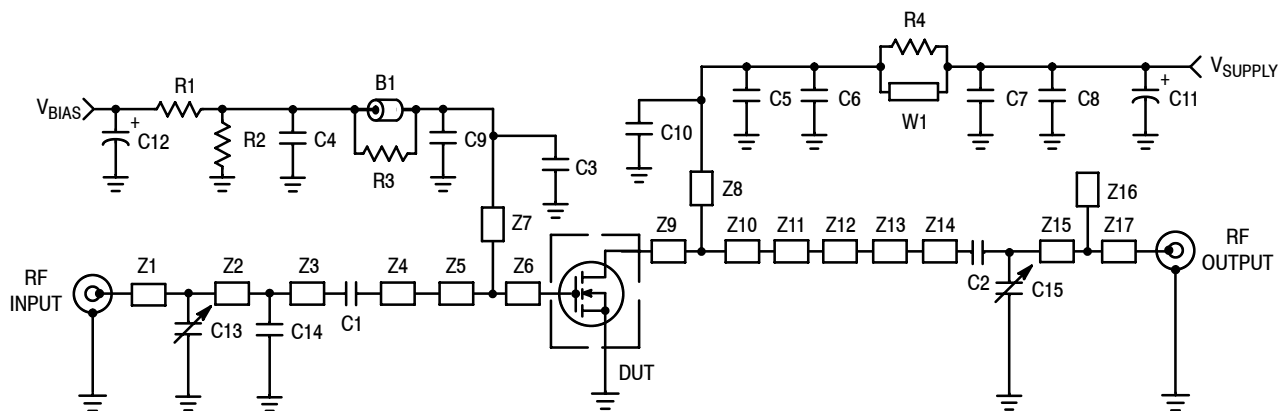 R4
V_SUPPLY
R1
B1
V_BIAS
+
C12
R2
C4
R3
C9
C3
C10
C5
C6
W1
C7
C8
+
C11
Z7
Z8
Z16
RF
INPUT
Z1
Z2
Z3
Z4
Z5
Z6
Z9
Z10
Z11
Z12
Z13
Z14
Z15
Z17
RF
OUTPUT
C13
C14
C1
DUT
C2
C15